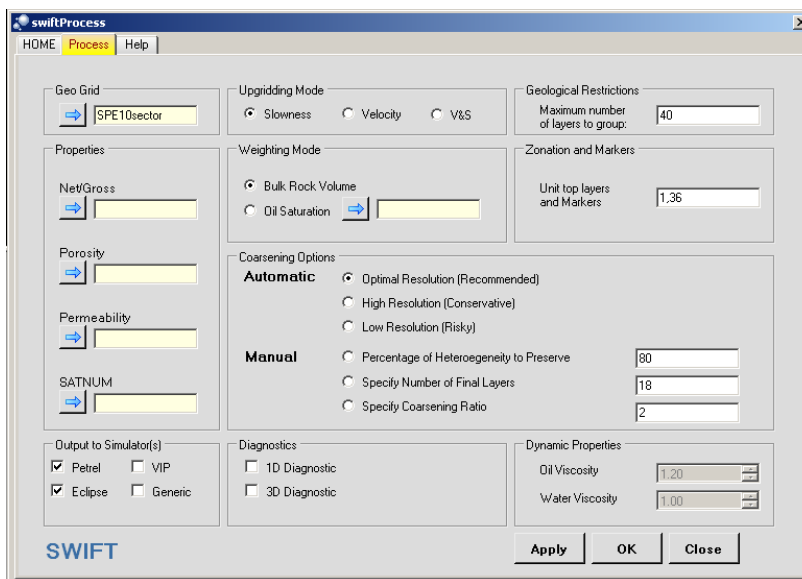 swiftProcess
HOME Process Help
Geo Grid
SPE10sector
Upgridding Mode
Slowness Velocity V&S
Geological Restrictions
Maximum number
of layers to group:
40
Properties
Net/Gross
Porosity
Permeability
SATNUM
Weighting Mode
Bulk Rock Volume
Oil Saturation
Zonation and Markers
Unit top layers
and Markers
1,36
Coarsening Options
Automatic
Optimal Resolution (Recommended)
High Resolution (Conservative)
Low Resolution (Risky)
Manual
Percentage of Heteroegeneity to Preserve 80
Specify Number of Final Layers 18
Specify Coarsening Ratio 2
Output to Simulator(s)
Petrel VIP
Eclipse Generic
Diagnostics
1D Diagnostic
3D Diagnostic
Dynamic Properties
Oil Viscosity 1.20
Water Viscosity 1.00
SWIFT
Apply OK Close